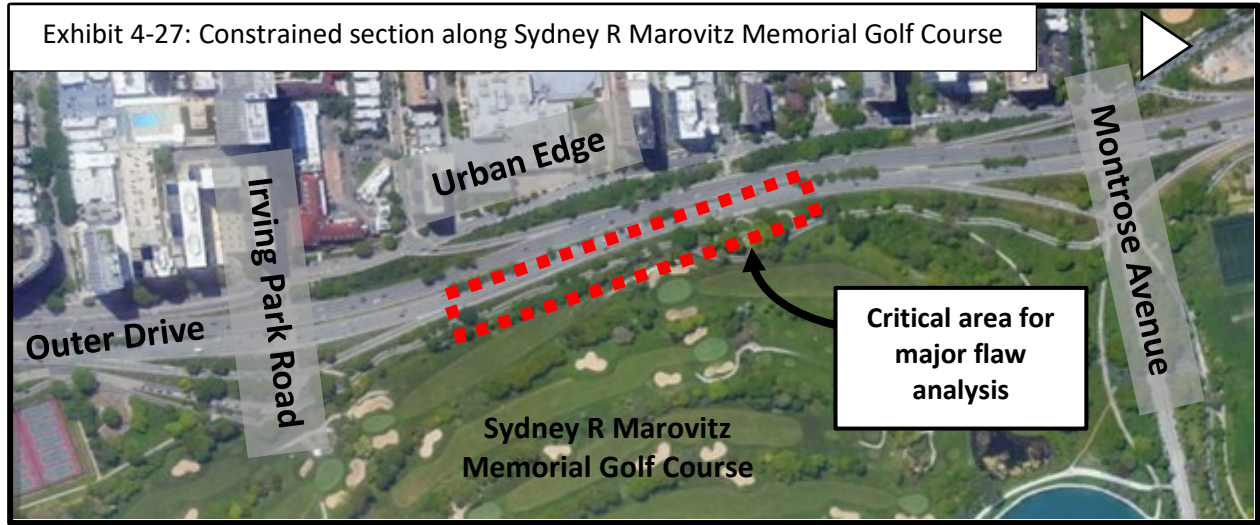 Exhibit 4-27: Constrained section along Sydney R Marovitz Memorial Golf Course
Urban Edge
Irving Park Road
Outer Drive
Montrose Avenue
Critical area for
major flaw
analysis
Sydney R Marovitz
Memorial Golf Course